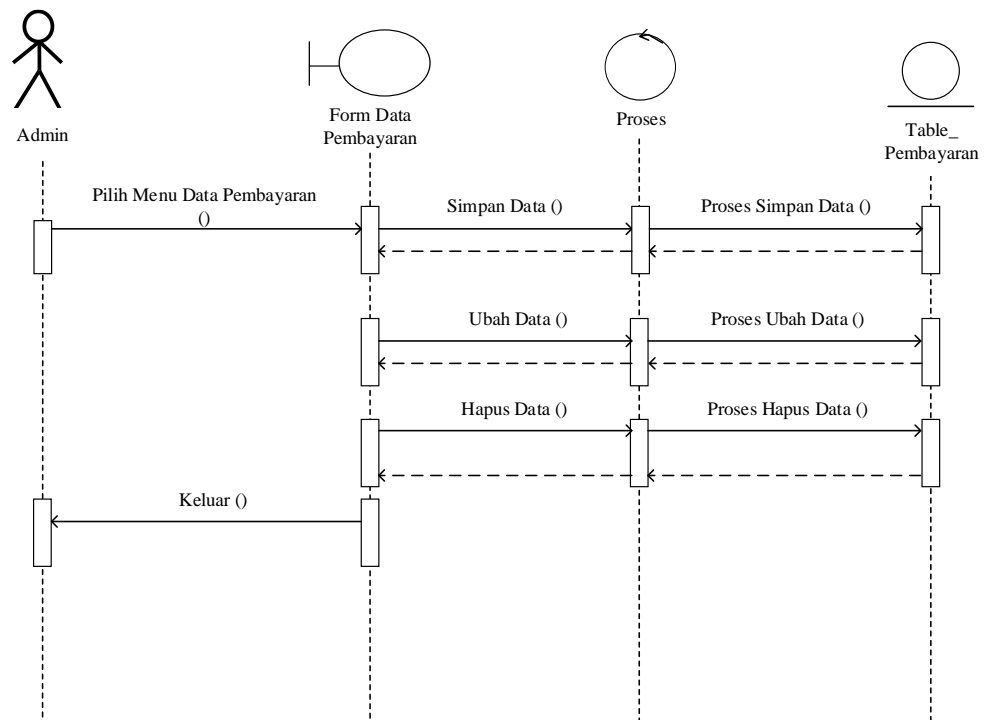 Admin
Form Data
Pembayaran
Proses
Table_
Pembayaran
Pilih Menu Data Pembayaran
()
Simpan Data ()
Proses Simpan Data ()
Ubah Data ()
Proses Ubah Data ()
Hapus Data ()
Proses Hapus Data ()
Keluar ()